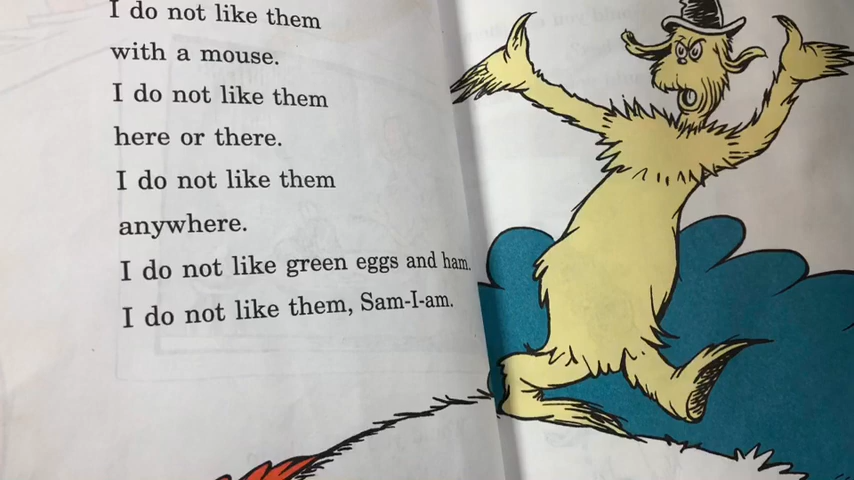 I do not like them
with a mouse.
I do not like them
here or there.
I do not like them
anywhere.
I do not like green eggs and ham.
I do not like them, Sam-I-am.